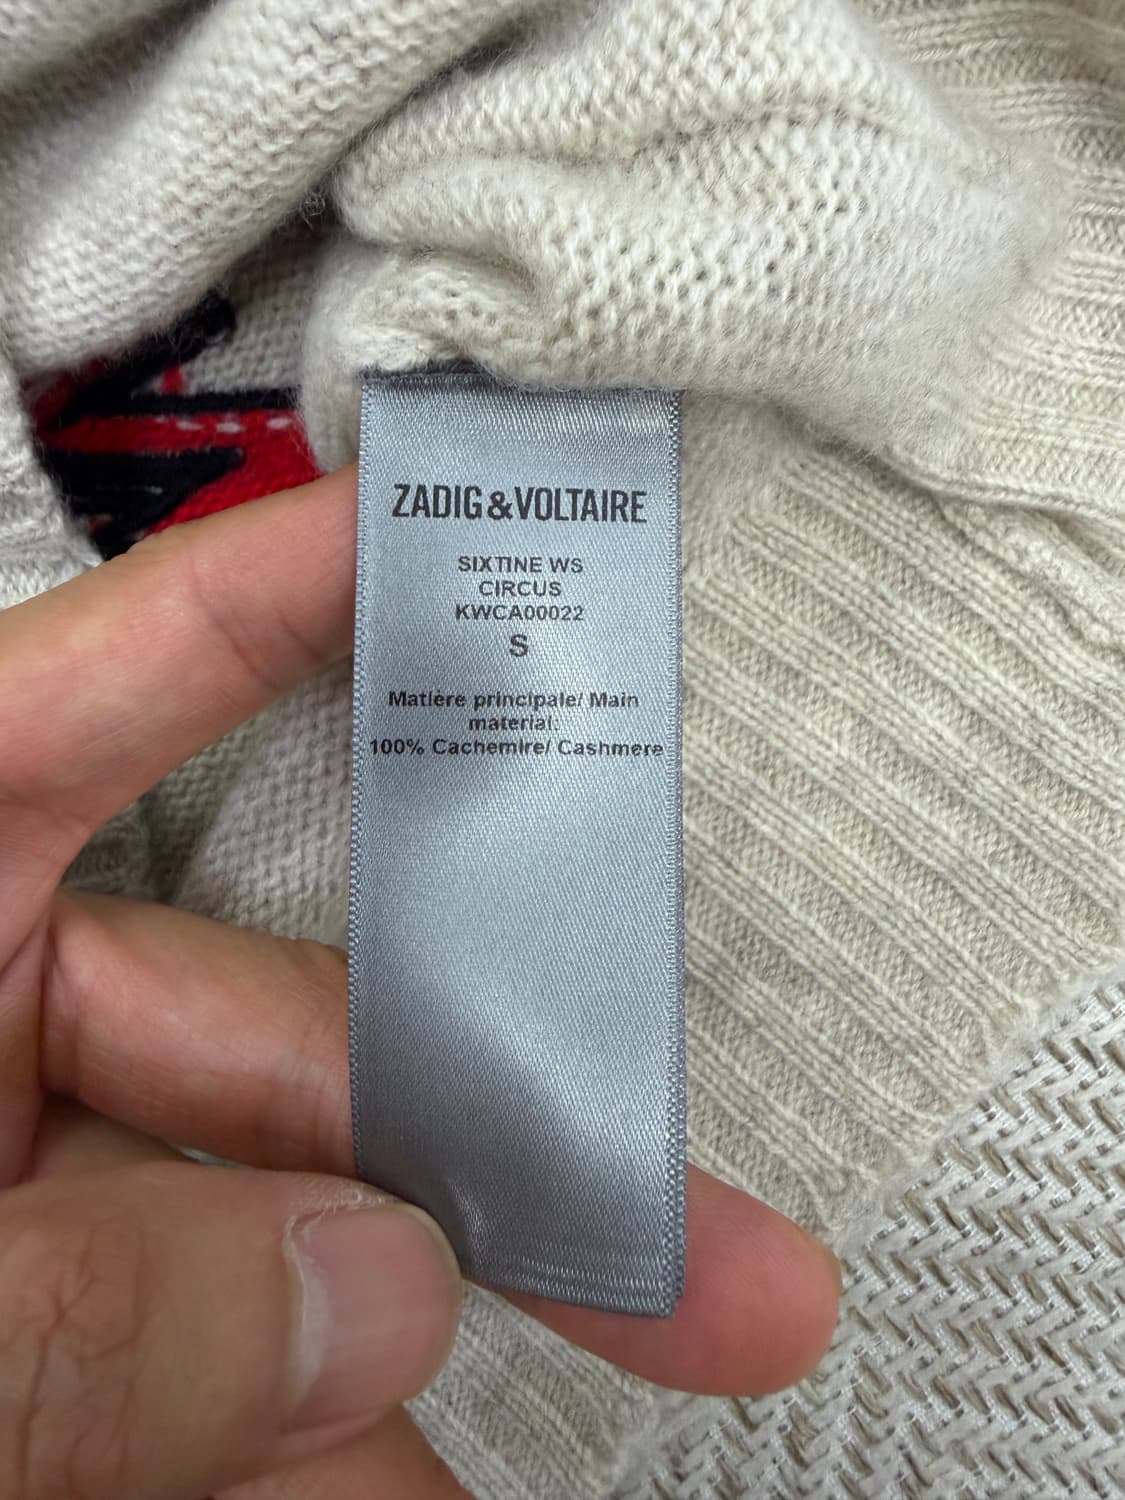 ZADIG&VOLTAIRE
SIXTINE WS
CIRCUS
KWCA00022
S
Matière principale/ Main
material:
100% Cachemire/ Cashmere